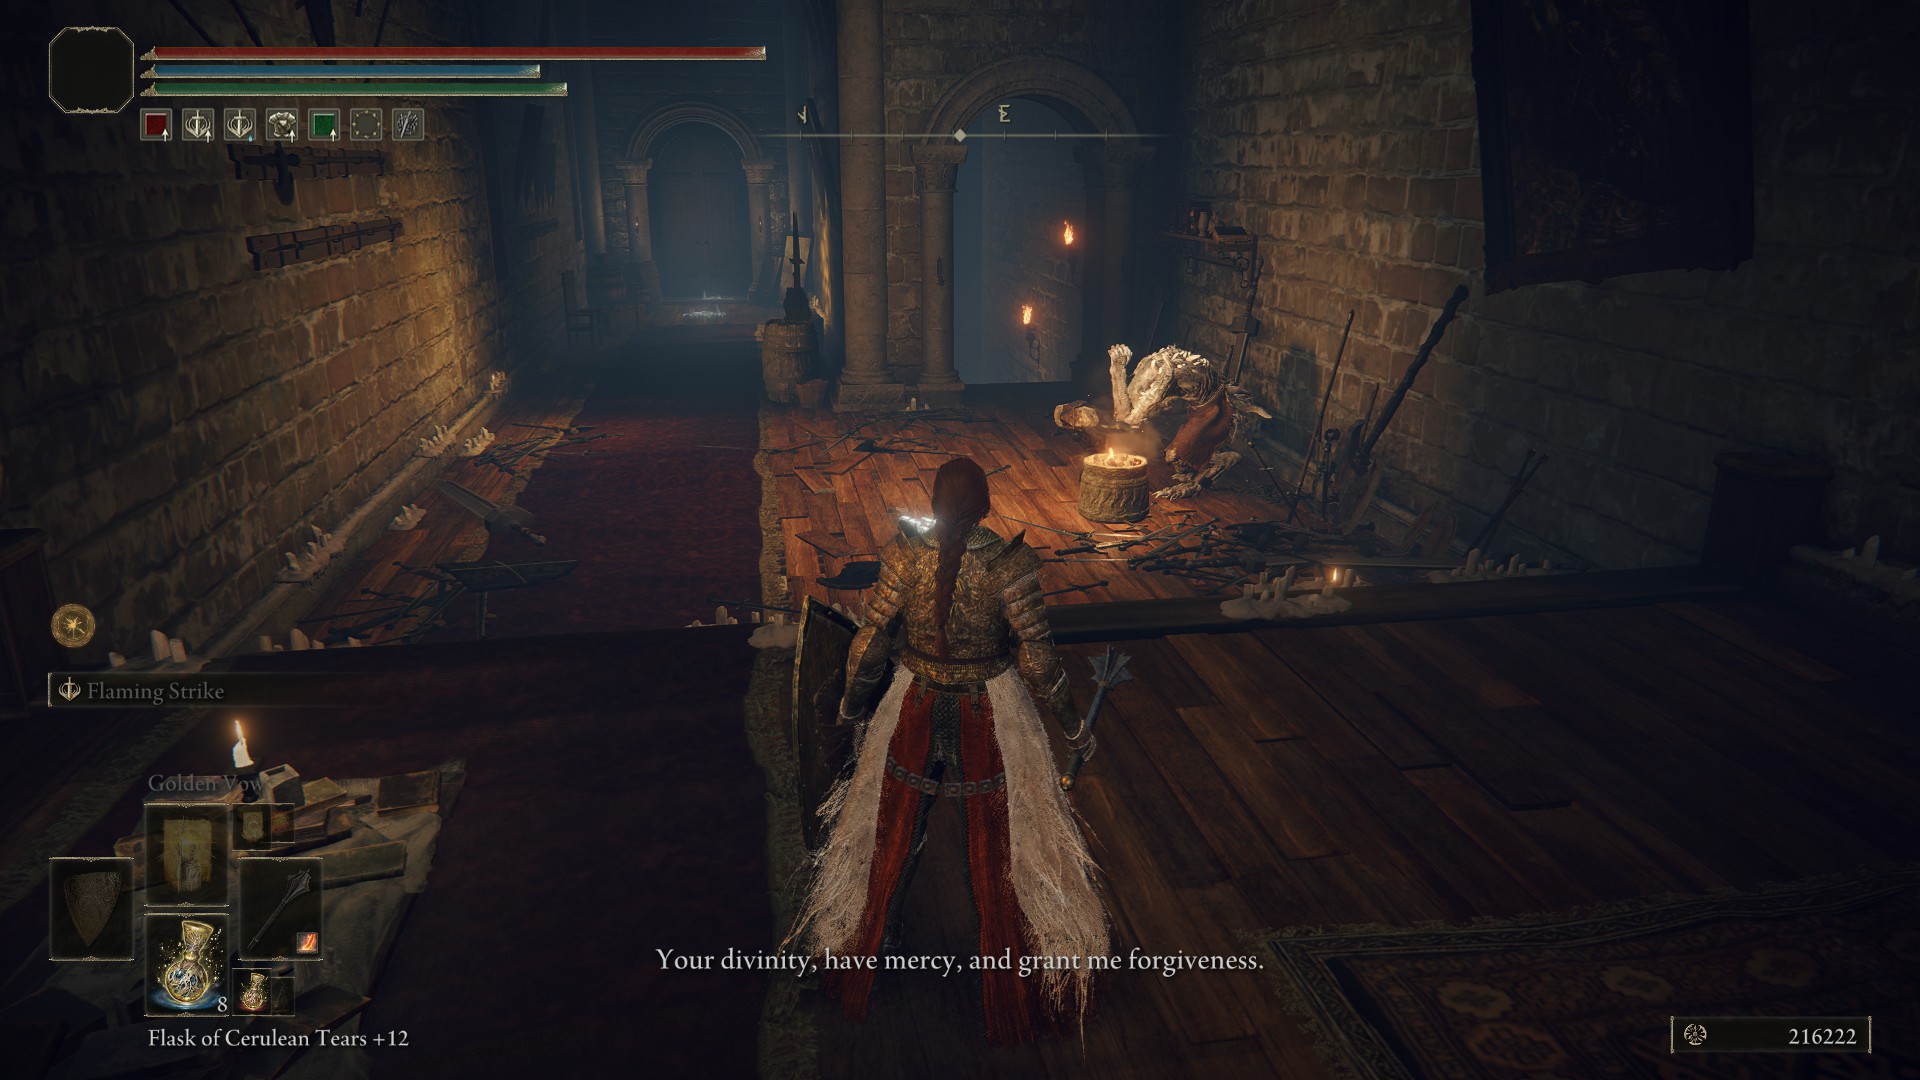 E
Flaming Strike
Golden Vow
8
Your divinity, have mercy, and grant me forgiveness.
Flask of Cerulean Tears +12
216222